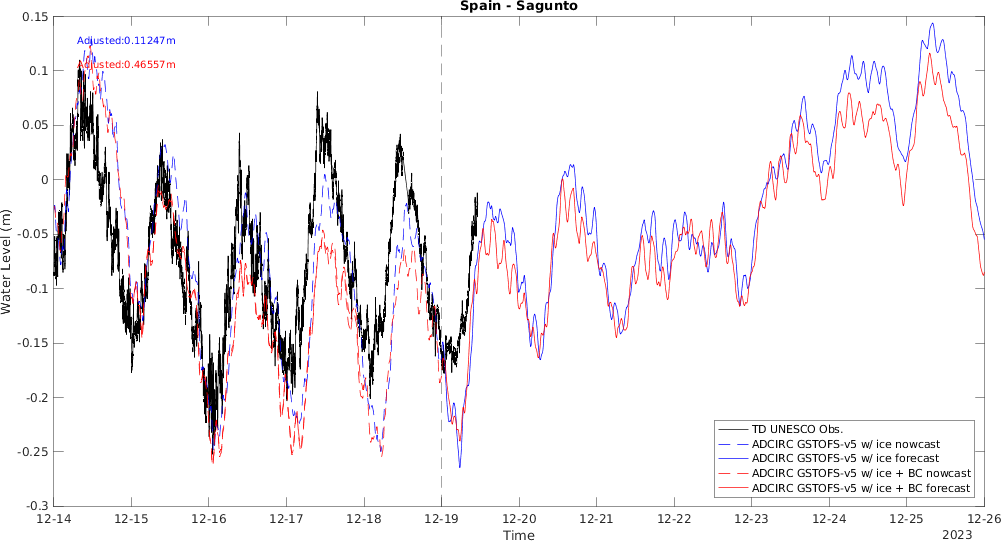 Spain - Sagunto
0.15
0.1
0.05
0
-0.05
-0.1
-0.15
-0.2
-0.25
-0.3
Water Level (m)
Adjusted:0.11247m
Adjusted:0.46557m
TD UNESCO Obs.
ADCIRC GSTOFS-v5 w/ ice nowcast
ADCIRC GSTOFS-v5 w/ ice forecast
ADCIRC GSTOFS-v5 w/ ice + BC nowcast
ADCIRC GSTOFS-v5 w/ ice + BC forecast
12-14 12-15 12-16 12-17 12-18 12-19 12-20 12-21 12-22 12-23 12-24 12-25 12-26
Time
2023